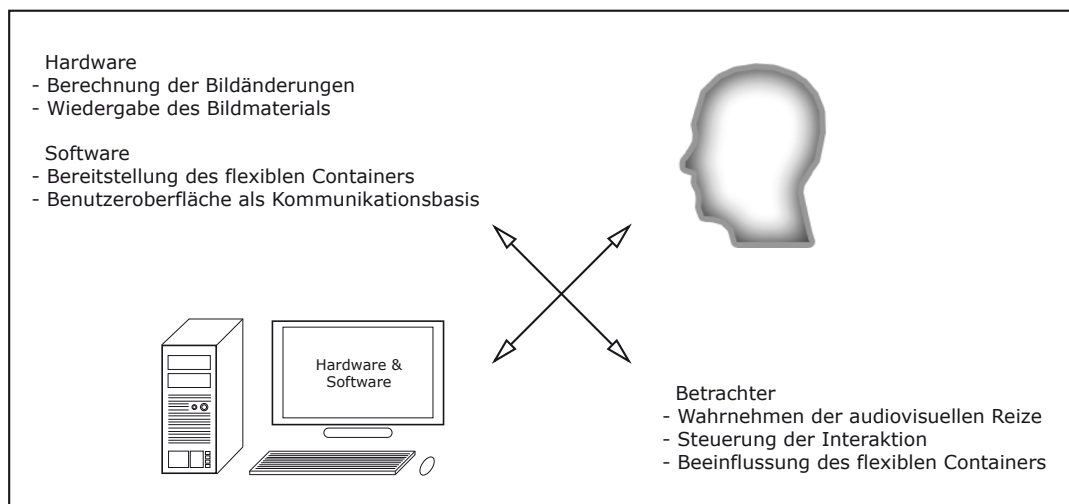 Hardware
- Berechnung der Bildänderungen
- Wiedergabe des Bildmaterials
Software
- Bereitstellung des flexiblen Containers
- Benutzeroberfläche als Kommunikationsbasis
Hardware &
Software
Betrachter
- Wahrnehmen der audiovisuellen Reize
- Steuerung der Interaktion
- Beeinflussung des flexiblen Containers